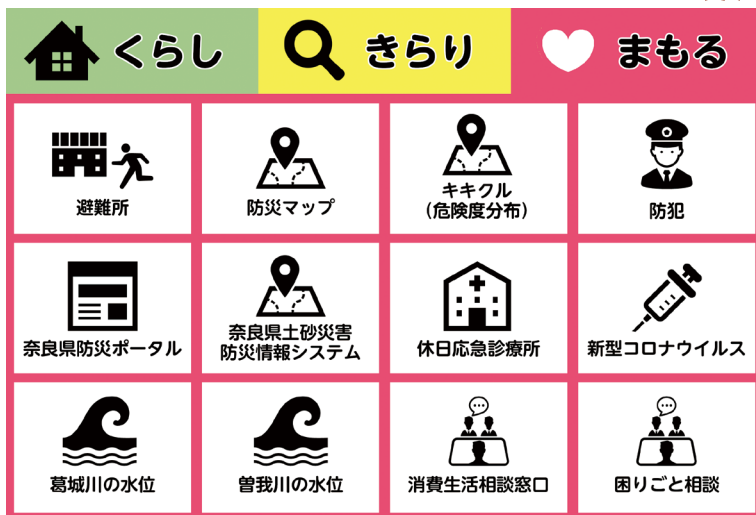 くらし
きらり
まもる
避難所
防災マップ
キキクル
(危険度分布)
防犯
奈良県防災ポータル
奈良県土砂災害
防災情報システム
休日応急診療所
新型コロナウイルス
葛城川の水位
曽我川の水位
消費生活相談窓口
困りごと相談